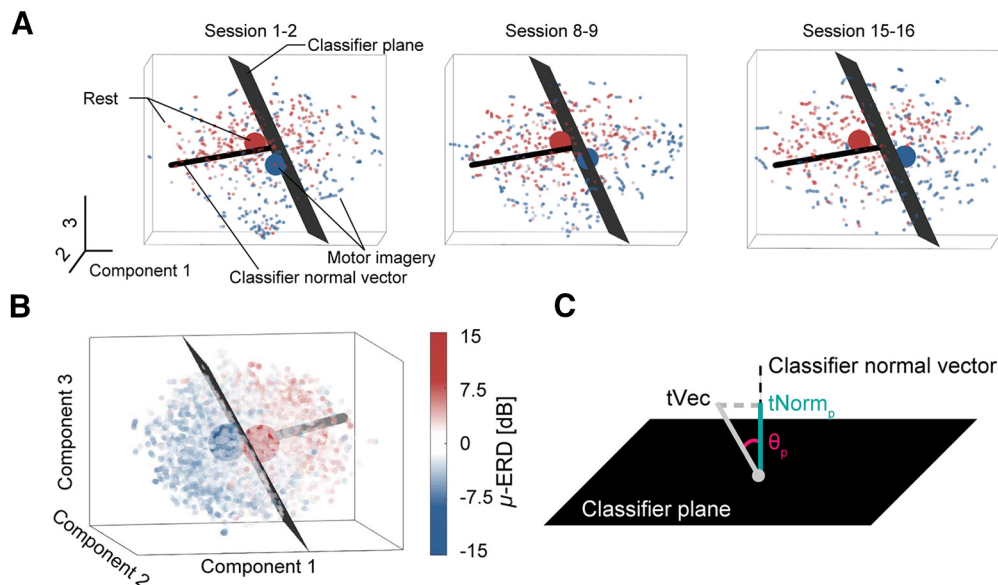 A
Session 1-2
Session 8-9
Session 15-16
Classifier plane
Rest
3
2
Component 1
Motor imagery
Classifier normal vector
B
Component 3
Component 2
Component 1
15
7.5
0
-7.5
-15
μ-ERD [dB]
C
Classifier normal vector
tVec
tNormp
θp
Classifier plane